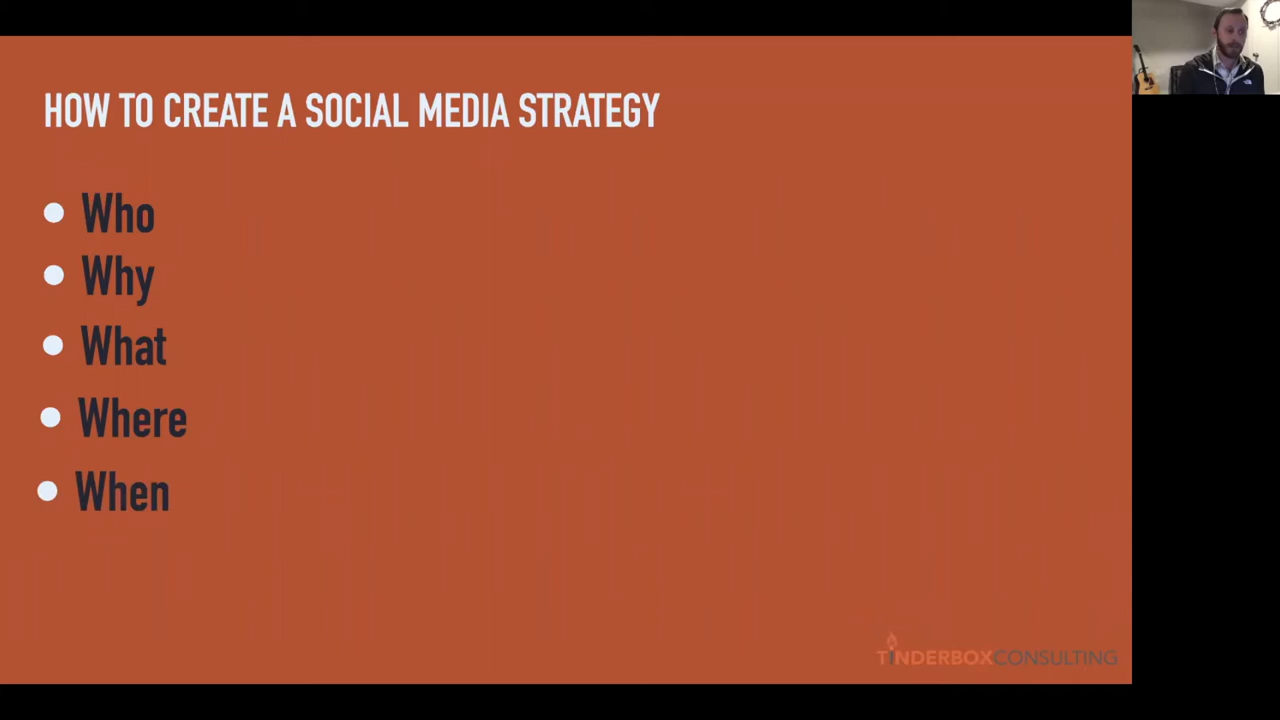 HOW TO CREATE A SOCIAL MEDIA STRATEGY
• Who
• Why
• What
• Where
• When
TINDERBOXCONSULTING